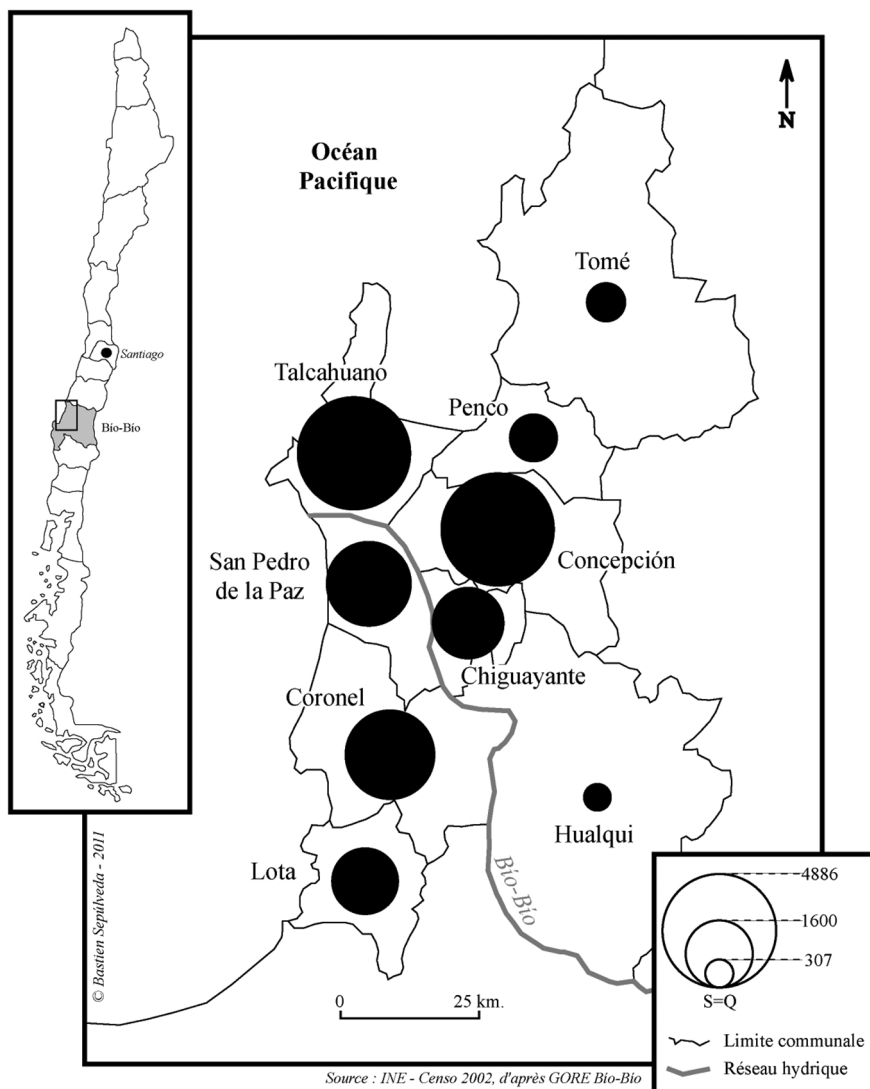 Océan
Pacifique
N
Santiago
Bío-Bío
Tomé
Talcahuano
Penco
San Pedro
de la Paz
Concepción
Chiguayante
Coronel
Hualqui
Lota
Bío-Bío
4886
1600
307
S=Q
Limite communale
Réseau hydrique
0 25 km.
© Bastien Sepúlveda - 2011
Source : INE - Censo 2002, d'après GORE Bío-Bío